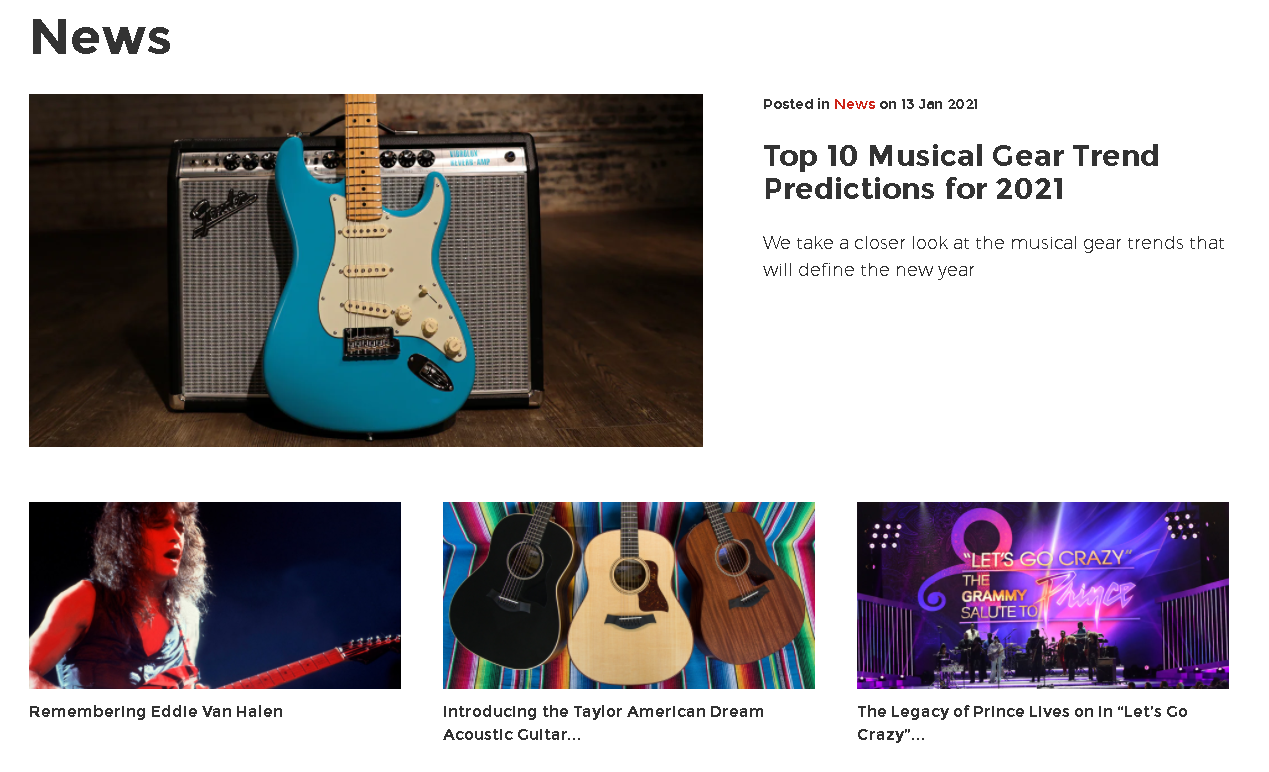 News
Fender
VIBROLUX
REVERB-AMP
Posted in News on 13 Jan 2021
Top 10 Musical Gear Trend
Predictions for 2021
We take a closer look at the musical gear trends that
will define the new year
"LET'S GO CRAZY"
THE
GRAMMY
SALUTE TO Prince
Remembering Eddie Van Halen
Introducing the Taylor American Dream
Acoustic Guitar...
The Legacy of Prince Lives on in “Let’s Go
Crazy”...